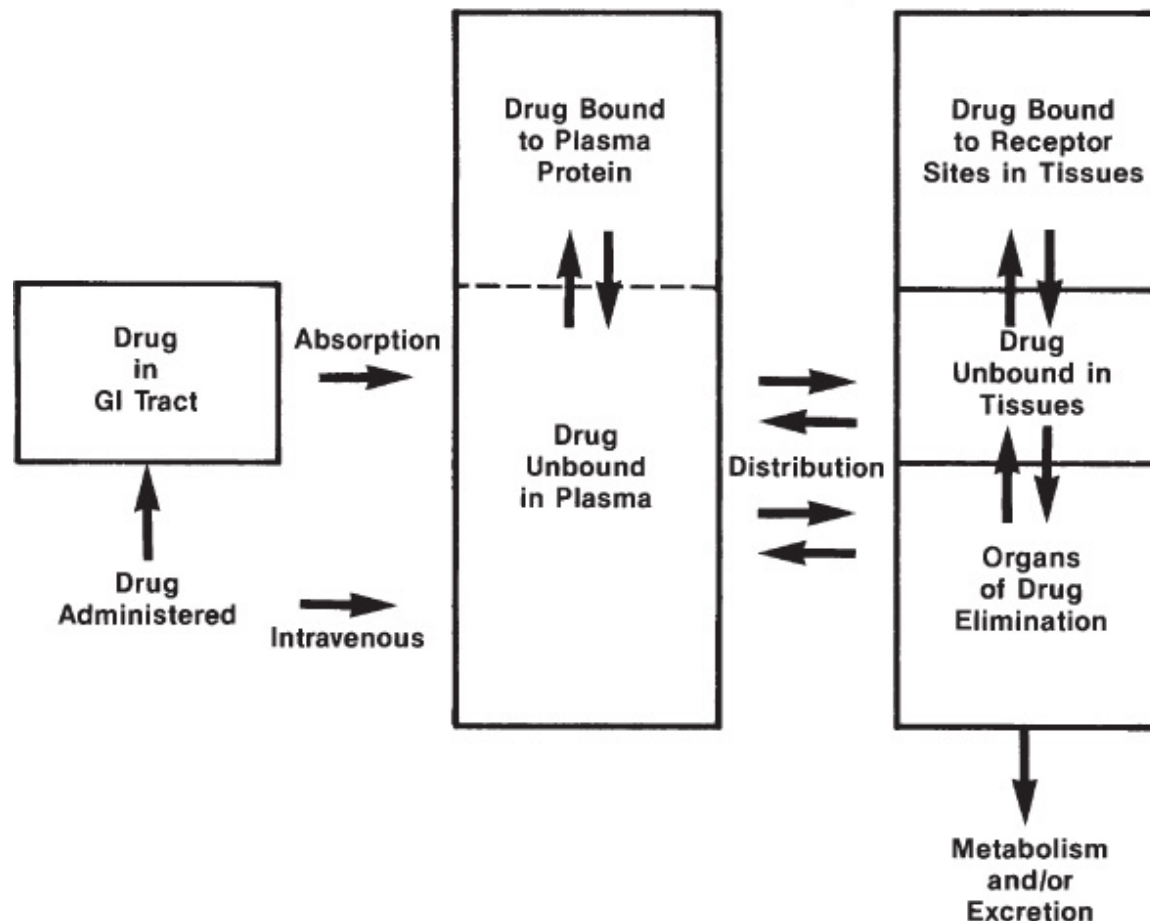 Drug
in
GI Tract
Drug
Administered
Absorption
Intravenous
Drug Bound
to Plasma
Protein
Drug
Unbound
in Plasma
Distribution
Drug Bound
to Receptor
Sites in Tissues
Drug
Unbound in
Tissues
Organs
of Drug
Elimination
Metabolism
and/or
Excretion